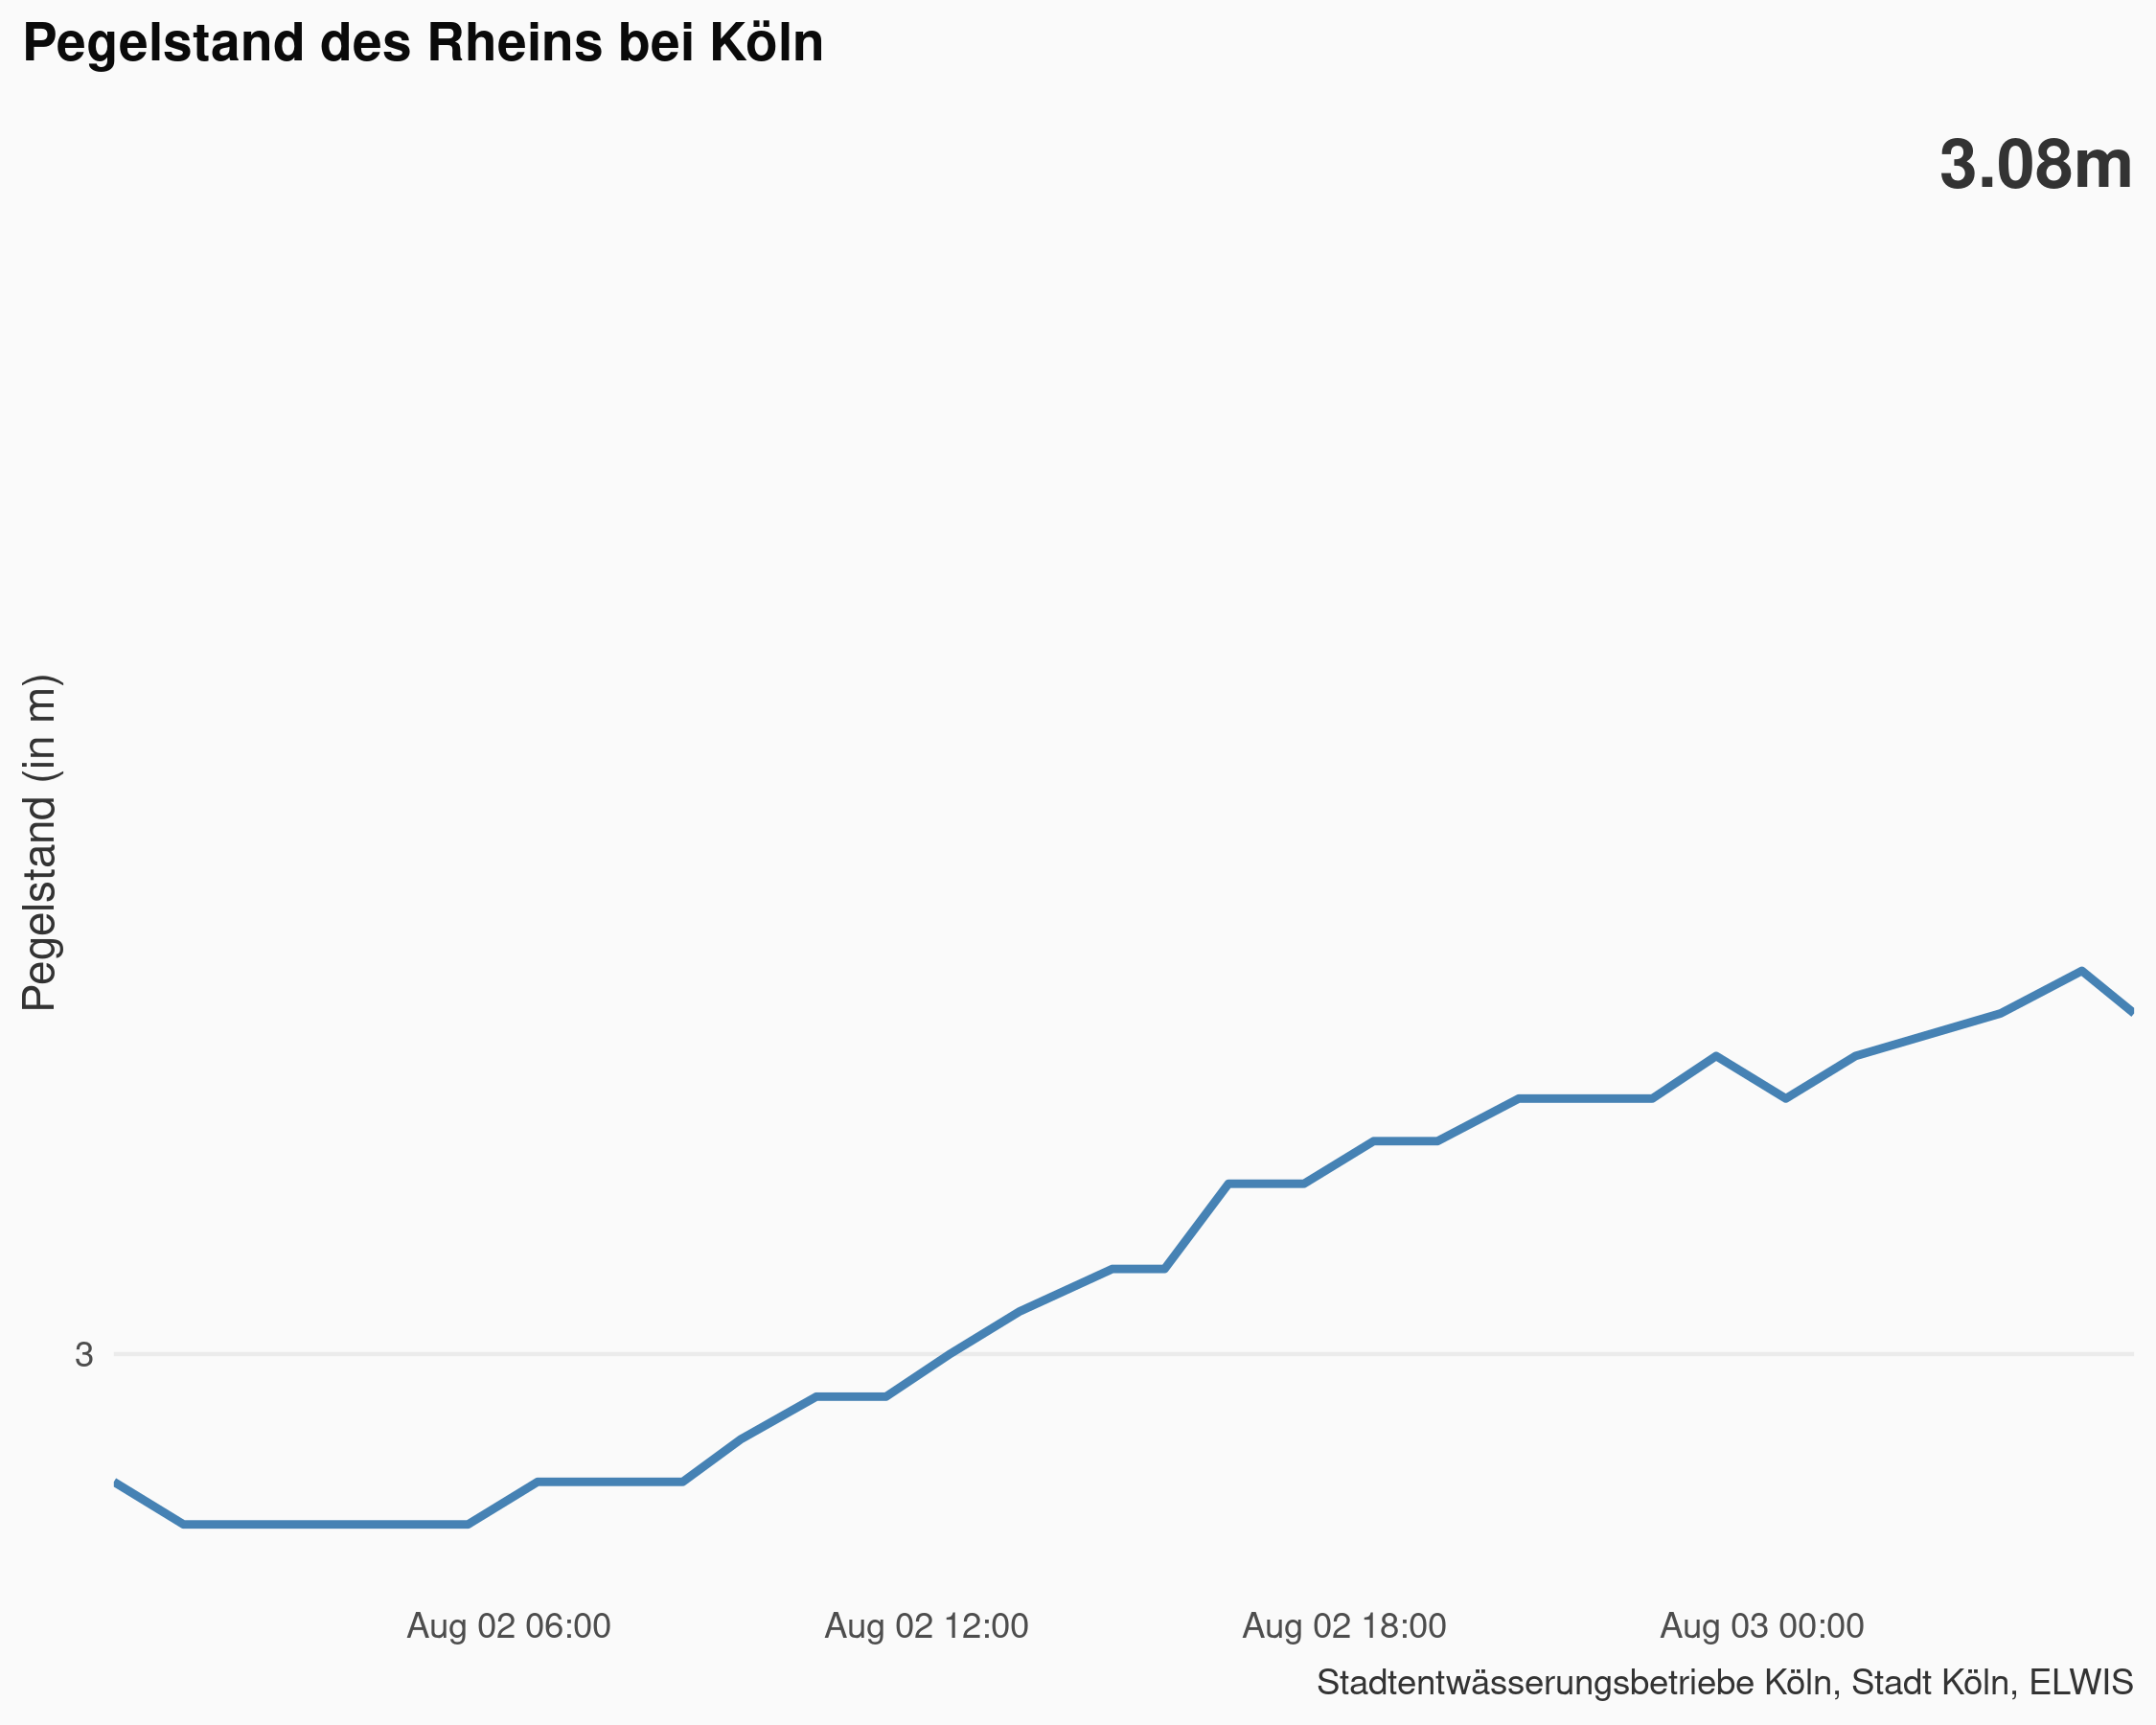 Pegelstand des Rheins bei Köln
3.08m
Pegelstand (in m)
3
Aug 02 06:00
Aug 02 12:00
Aug 02 18:00
Aug 03 00:00
Stadtentwässerungsbetriebe Köln, Stadt Köln, ELWIS